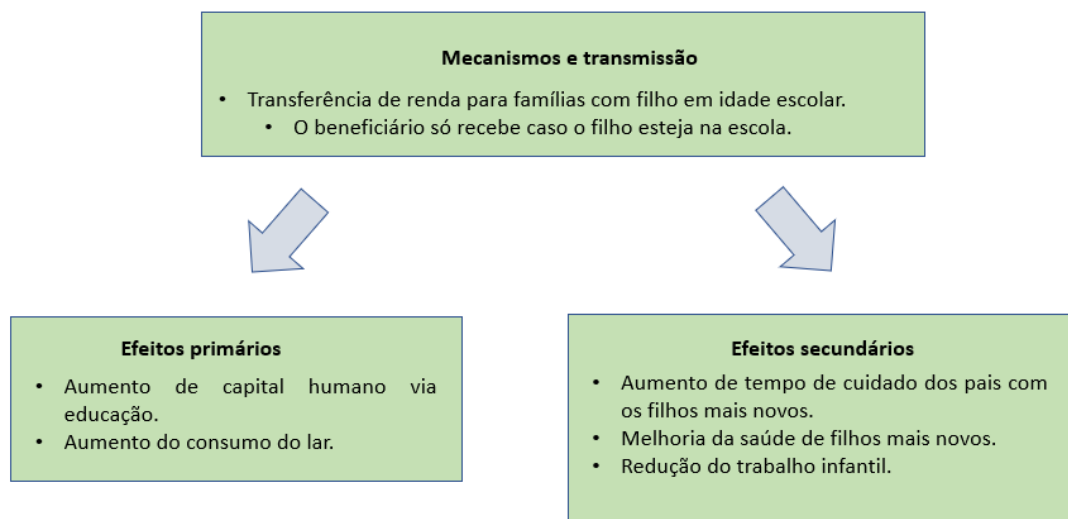 Mecanismos e transmissão
• Transferência de renda para famílias com filho em idade escolar.
• O beneficiário só recebe caso o filho esteja na escola.
Efeitos primários
• Aumento de capital humano via
educação.
• Aumento do consumo do lar.
Efeitos secundários
• Aumento de tempo de cuidado dos pais com
os filhos mais novos.
• Melhoria da saúde de filhos mais novos.
• Redução do trabalho infantil.